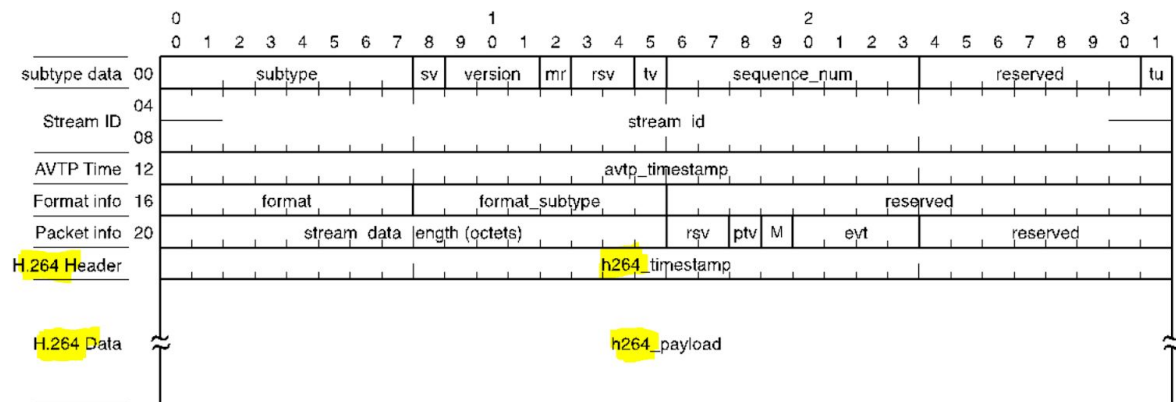 0 1 2 3
0 1 2 3 4 5 6 7 8 9 0 1 2 3 4 5 6 7 8 9 0 1 2 3 4 5 6 7 8 9 0 1
subtype data 00 subtype sv version mr rsv tv sequence_num reserved tu
04
Stream ID stream_id
08
AVTP Time 12 avtp_timestamp
Format info 16 format format_subtype reserved
Packet info 20 stream_data_length (octets) rsv ptv M evt reserved
H.264 Header h264_timestamp
H.264 Data h264_payload